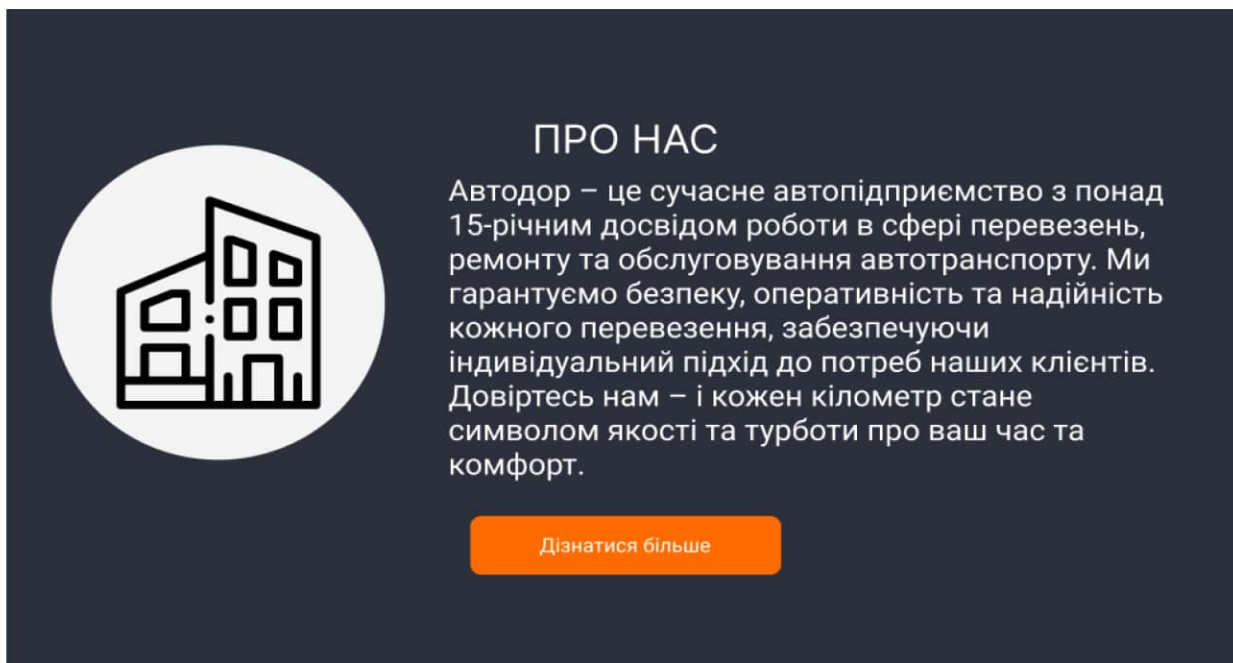 ПРО НАС
Автодор – це сучасне автопідприємство з понад
15-річним досвідом роботи в сфері перевезень,
ремонту та обслуговування автотранспорту. Ми
гарантуємо безпеку, оперативність та надійність
кожного перевезення, забезпечуючи
індивідуальний підхід до потреб наших клієнтів.
Довіртесь нам – і кожен кілометр стане
символом якості та турботи про ваш час та
комфорт.
Дізнатися більше